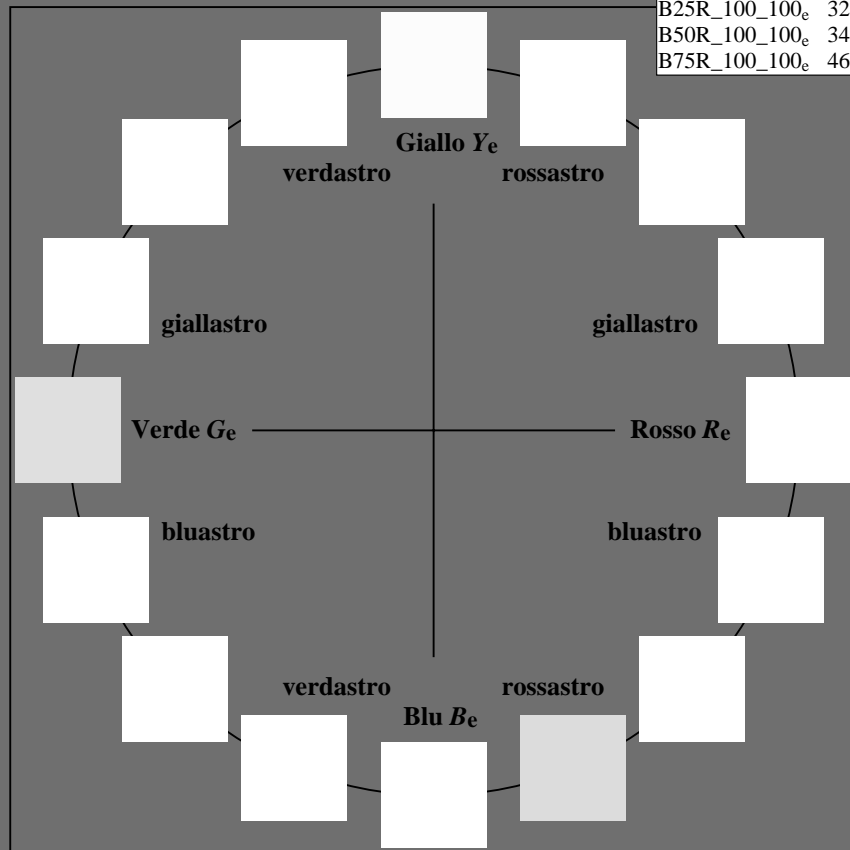 B25R_100_100e 32
B50R_100_100e 34
B75R_100_100e 46
Giallo Ye
verdastro rossastro
giallastro giallastro
Verde Ge Rosso Re
bluastro bluastro
verdastro rossastro
Blu Be